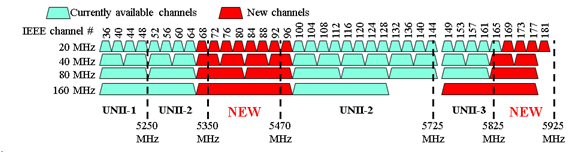 Currently available channels New channels
IEEE channel # 36 40 44 48 52 56 60 64 68 72 76 80 84 88 92 96 100 104 108 112 116 120 124 128 132 136 140 144 149 153 157 161 165 169 173 177 181
20 MHz
40 MHz
80 MHz
160 MHz
UNII-1 UNII-2 NEW UNII-2 UNII-3 NEW
5250 MHz 5350 MHz 5470 MHz 5725 MHz 5825 MHz 5925 MHz